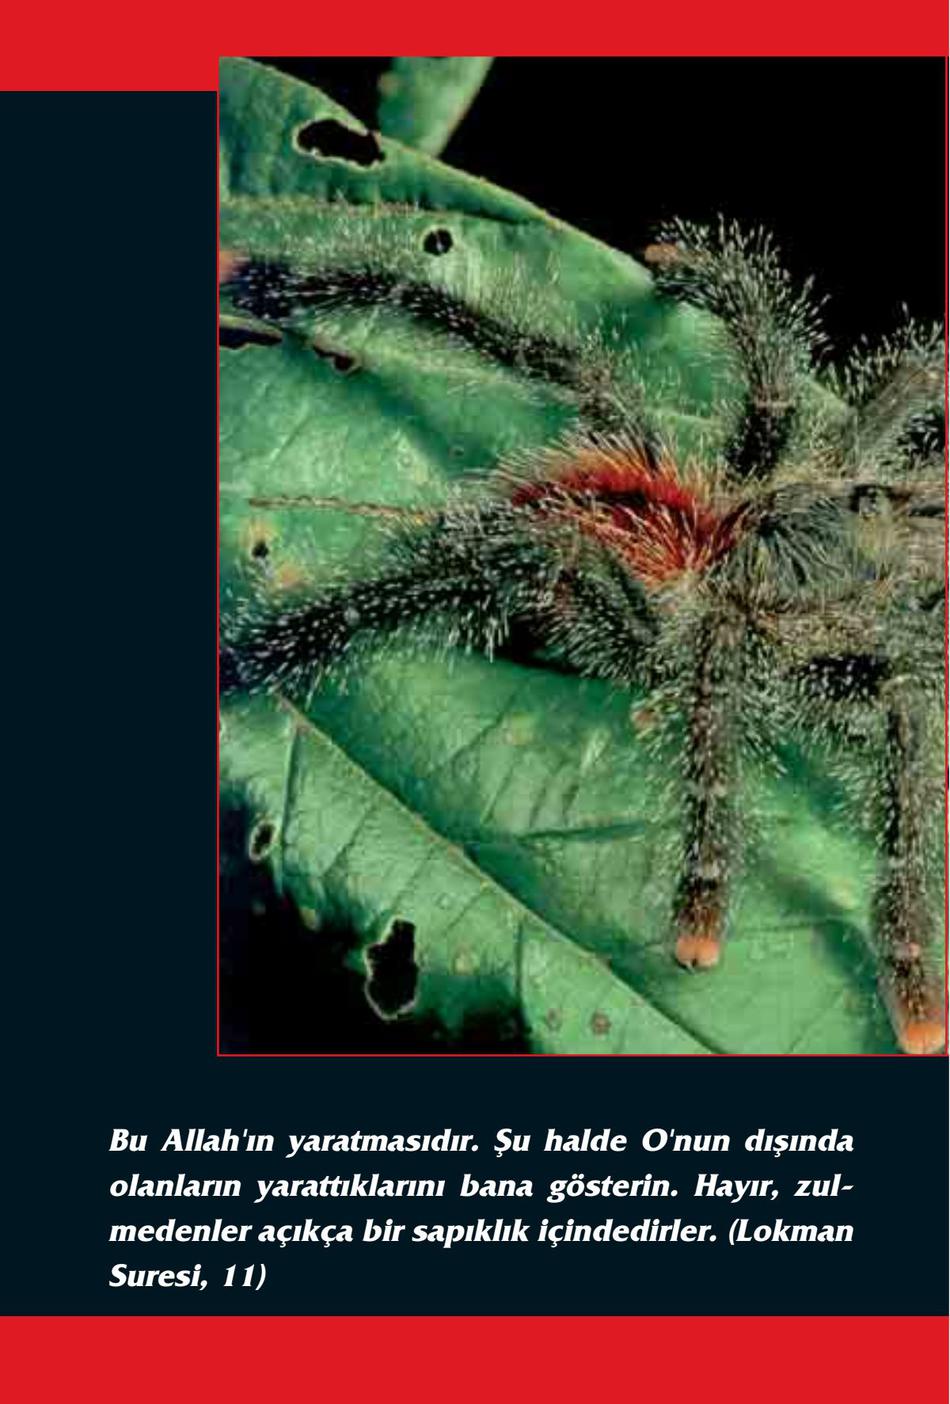 Bu Allah'ın yaratmasıdır. Şu halde O'nun dışında
olanların yarattıklarını bana gösterin. Hayır, zul-
medenler açıkça bir sapıklık içindedirler. (Lokman
Suresi, 11)